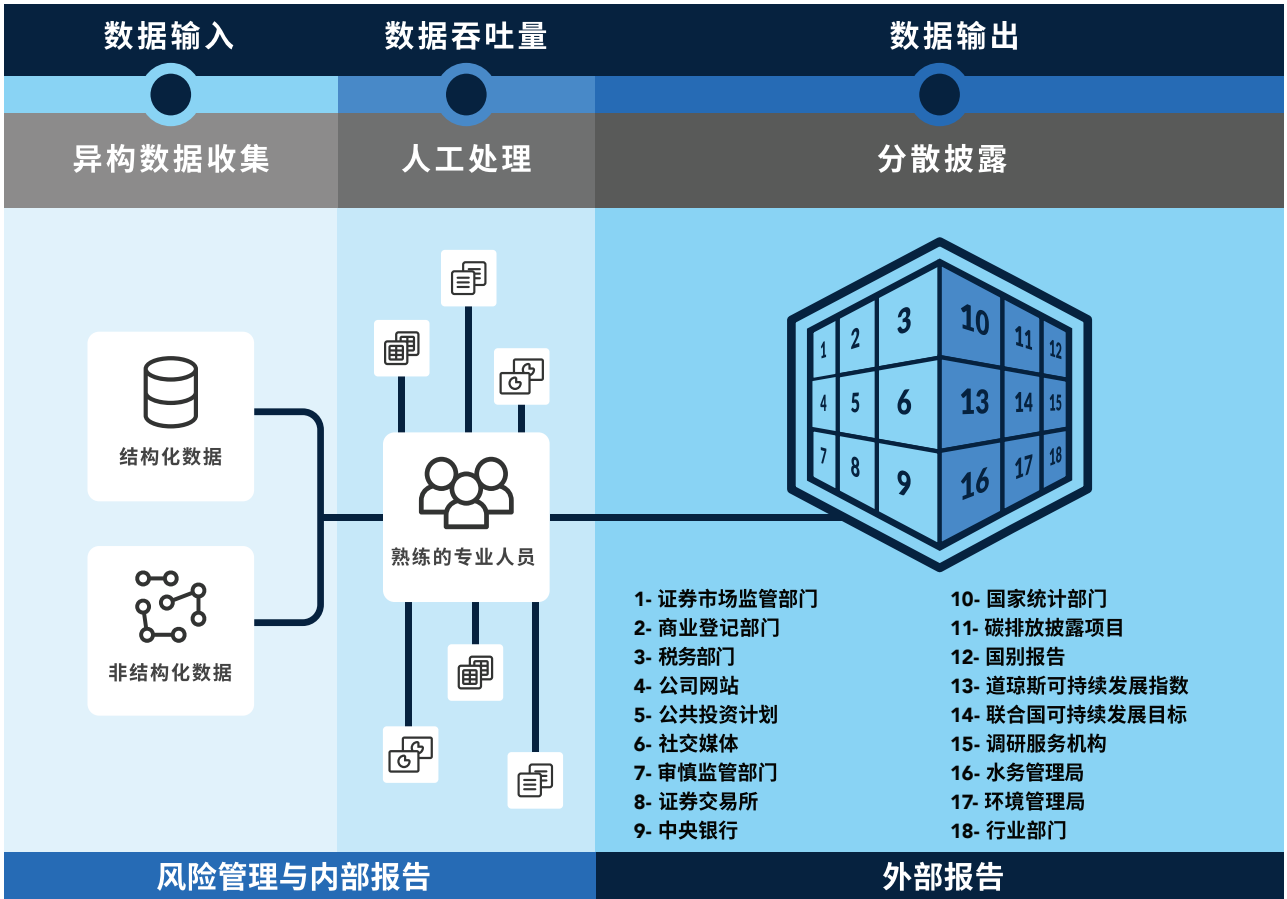 数据输入
数据吞吐量
数据输出
异构数据收集
人工处理
分散披露
结构化数据
非结构化数据
熟练的专业人员
1
2
3
10
11
12
4
5
6
13
14
15
7
8
9
16
17
18
1- 证券市场监管部门
2- 商业登记部门
3- 税务部门
4- 公司网站
5- 公共投资计划
6- 社交媒体
7- 审慎监管部门
8- 证券交易所
9- 中央银行
10- 国家统计部门
11- 碳排放披露项目
12- 国别报告
13- 道琼斯可持续发展指数
14- 联合国可持续发展目标
15- 调研服务机构
16- 水务管理局
17- 环境管理局
18- 行业部门
风险管理与内部报告
外部报告